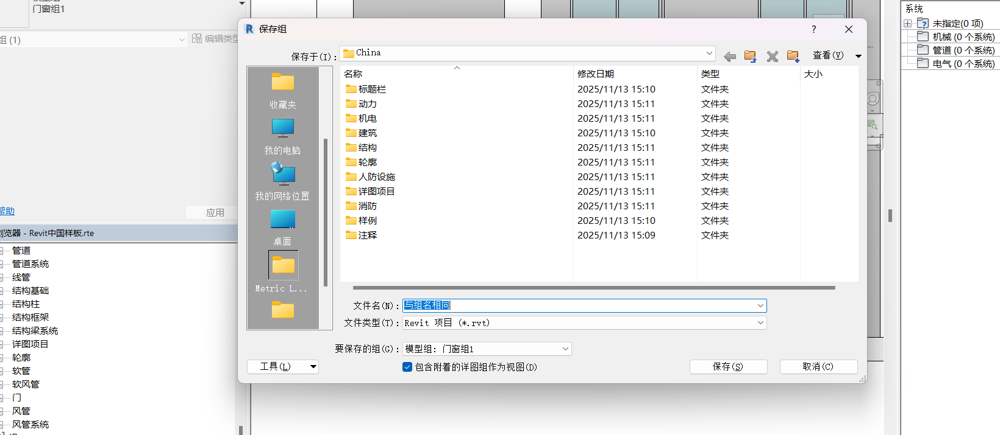 门窗组1
组 (1)
编辑类型
帮助
应用
浏览器 - Revit中国样板.rte
管道
管道系统
线管
结构基础
结构柱
结构框架
结构梁系统
详图项目
轮廓
软管
软风管
门
风管
风管系统
保存组
?
保存于(I):
China
查看(V)
收藏夹
我的电脑
我的网络位置
桌面
Metric L...
名称 修改日期 类型 大小
标题栏 2025/11/13 15:10 文件夹
动力 2025/11/13 15:11 文件夹
机电 2025/11/13 15:11 文件夹
建筑 2025/11/13 15:10 文件夹
结构 2025/11/13 15:11 文件夹
轮廓 2025/11/13 15:11 文件夹
人防设施 2025/11/13 15:11 文件夹
详图项目 2025/11/13 15:11 文件夹
消防 2025/11/13 15:11 文件夹
样例 2025/11/13 15:10 文件夹
注释 2025/11/13 15:09 文件夹
文件名(N): 与组名相同
文件类型(T): Revit 项目 (*.rvt)
要保存的组(G): 模型组: 门窗组1
包含附着的详图组作为视图(D)
工具(L)
保存(S)
取消(C)
系统
未指定(0 项)
机械 (0 个系统)
管道 (0 个系统)
电气 (0 个系统)